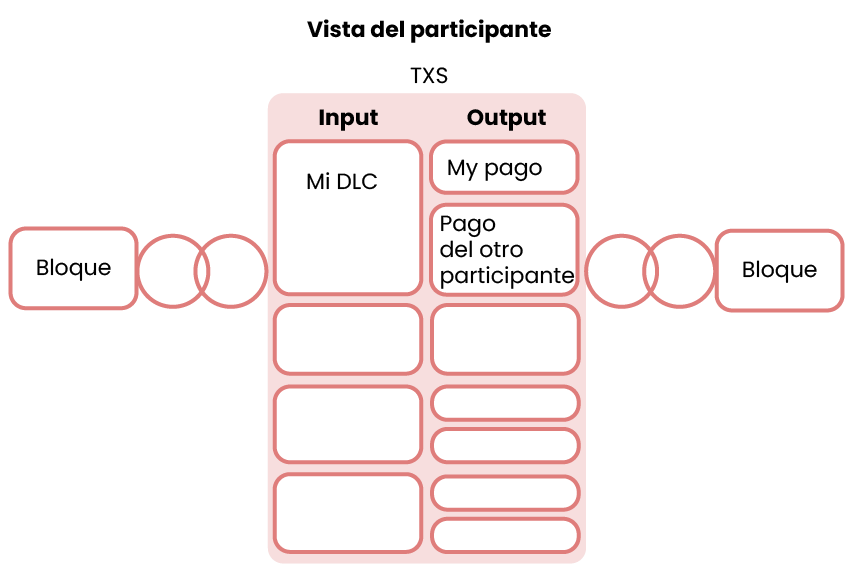 Vista del participante
TXS
Input
Output
Mi DLC
My pago
Pago
del otro
participante
Bloque
Bloque